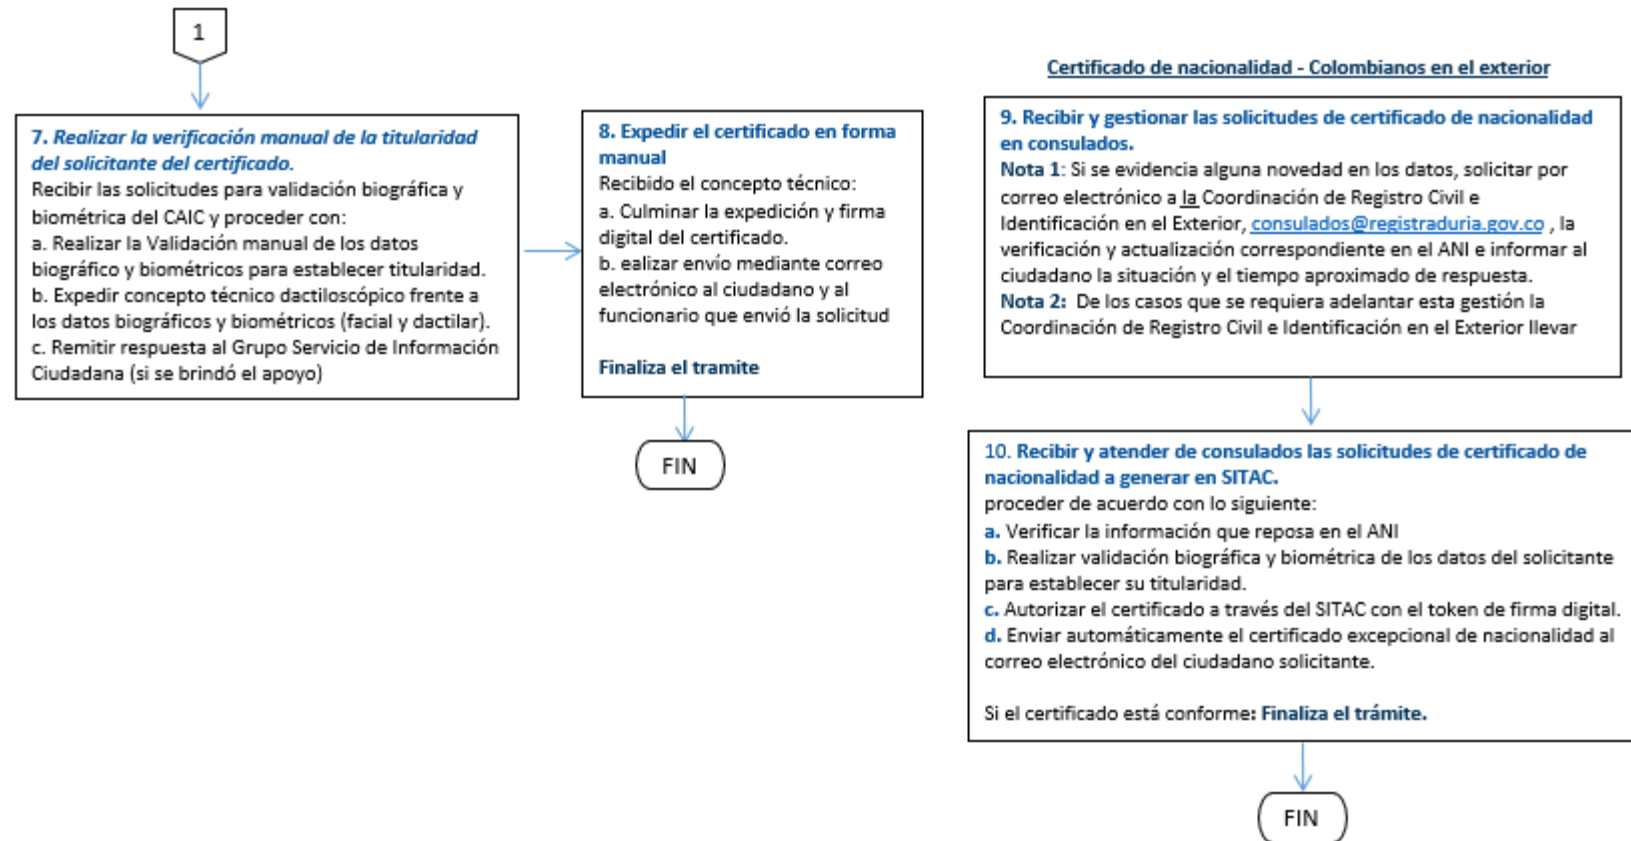 1
7. Realizar la verificación manual de la titularidad
del solicitante del certificado.
Recibir las solicitudes para validación biográfica y
biométrica del CAIC y proceder con:
a. Realizar la Validación manual de los datos
biográfico y biométricos para establecer titularidad.
b. Expedir concepto técnico dactiloscópico frente a
los datos biográficos y biométricos (facial y dactilar).
c. Remitir respuesta al Grupo Servicio de Información
Ciudadana (si se brindó el apoyo)
8. Expedir el certificado en forma
manual
Recibido el concepto técnico:
a. Culminar la expedición y firma
digital del certificado.
b. ealizar envío mediante correo
electrónico al ciudadano y al
funcionario que envió la solicitud
Finaliza el tramite
FIN
Certificado de nacionalidad - Colombianos en el exterior
9. Recibir y gestionar las solicitudes de certificado de nacionalidad
en consulados.
Nota 1: Si se evidencia alguna novedad en los datos, solicitar por
correo electrónico a la Coordinación de Registro Civil e
Identificación en el Exterior, consulados@registraduria.gov.co , la
verificación y actualización correspondiente en el ANI e informar al
ciudadano la situación y el tiempo aproximado de respuesta.
Nota 2: De los casos que se requiera adelantar esta gestión la
Coordinación de Registro Civil e Identificación en el Exterior llevar
10. Recibir y atender de consulados las solicitudes de certificado de
nacionalidad a generar en SITAC.
proceder de acuerdo con lo siguiente:
a. Verificar la información que reposa en el ANI
b. Realizar validación biográfica y biométrica de los datos del solicitante
para establecer su titularidad.
c. Autorizar el certificado a través del SITAC con el token de firma digital.
d. Enviar automáticamente el certificado excepcional de nacionalidad al
correo electrónico del ciudadano solicitante.
Si el certificado está conforme: Finaliza el trámite.
FIN